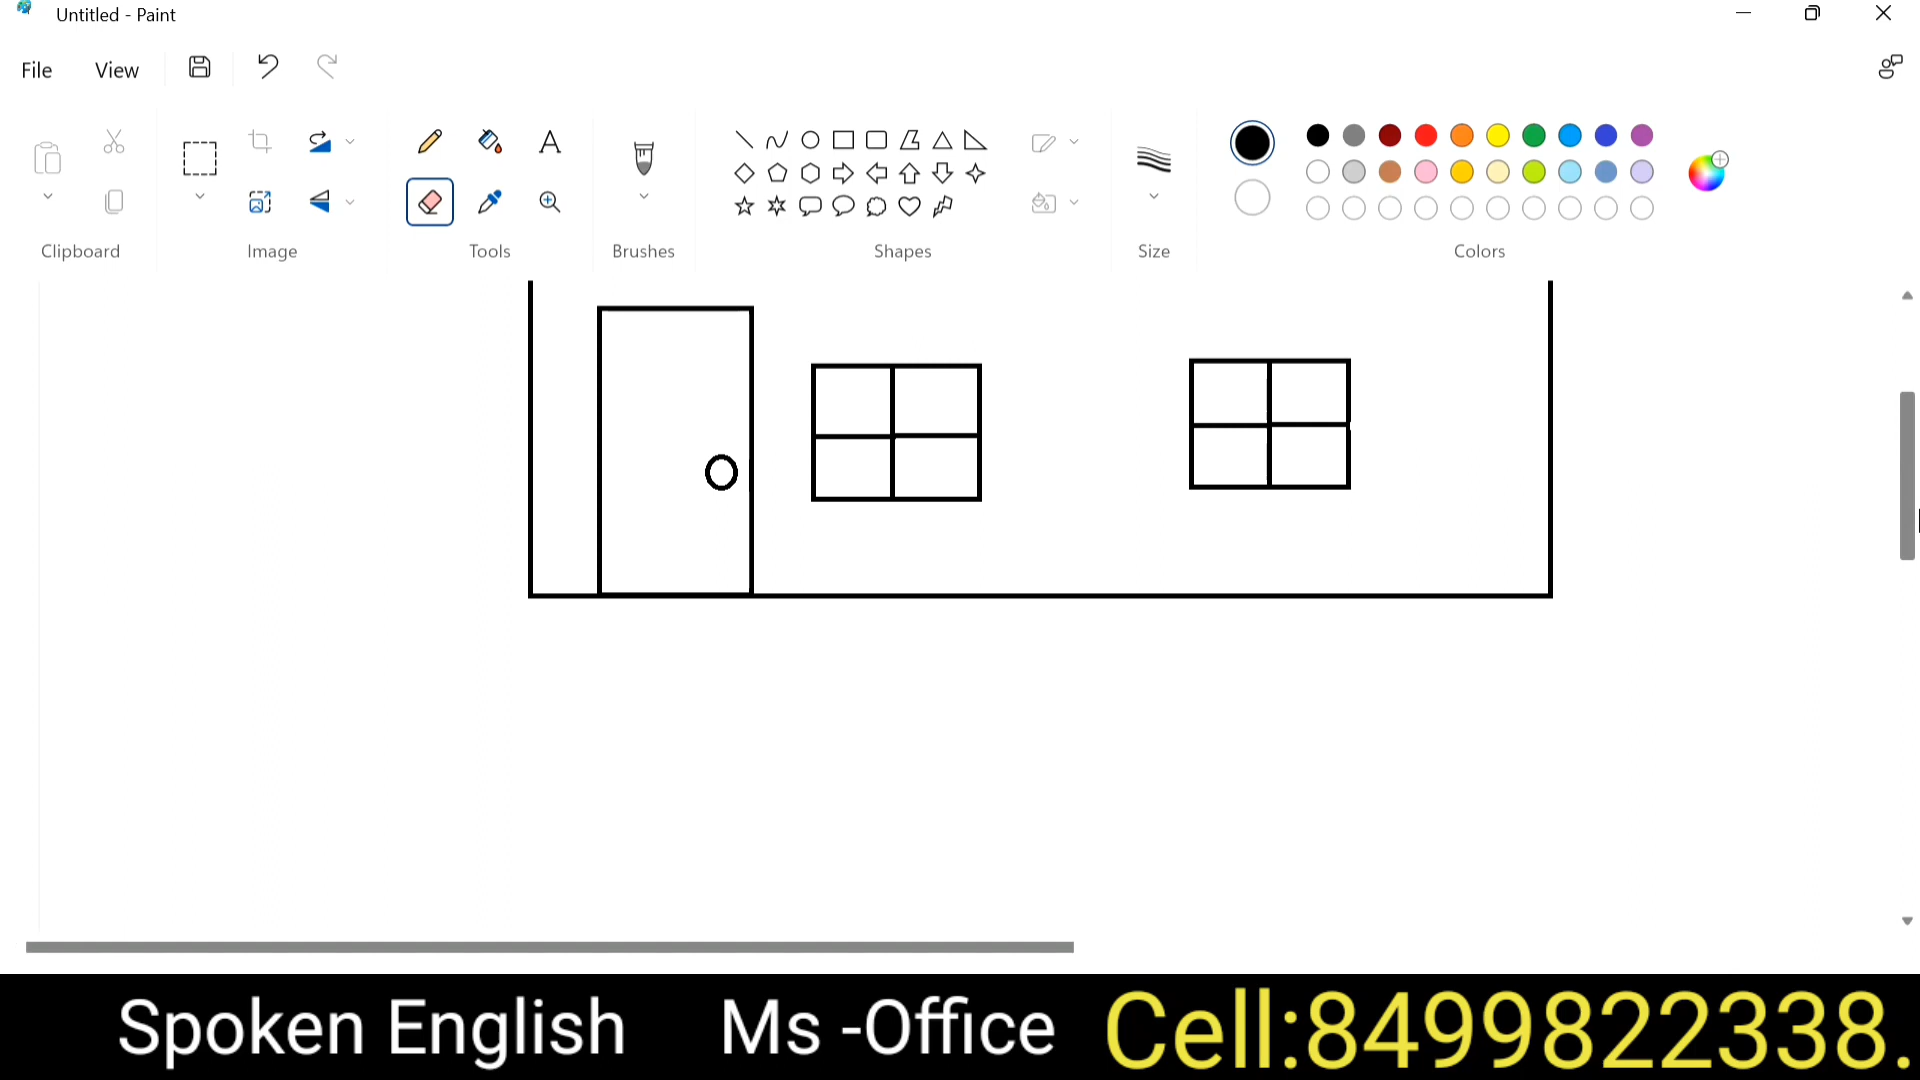 Untitled - Paint
File View
Clipboard Image Tools Brushes Shapes Size Colors
Spoken English Ms -Office Cell:8499822338.